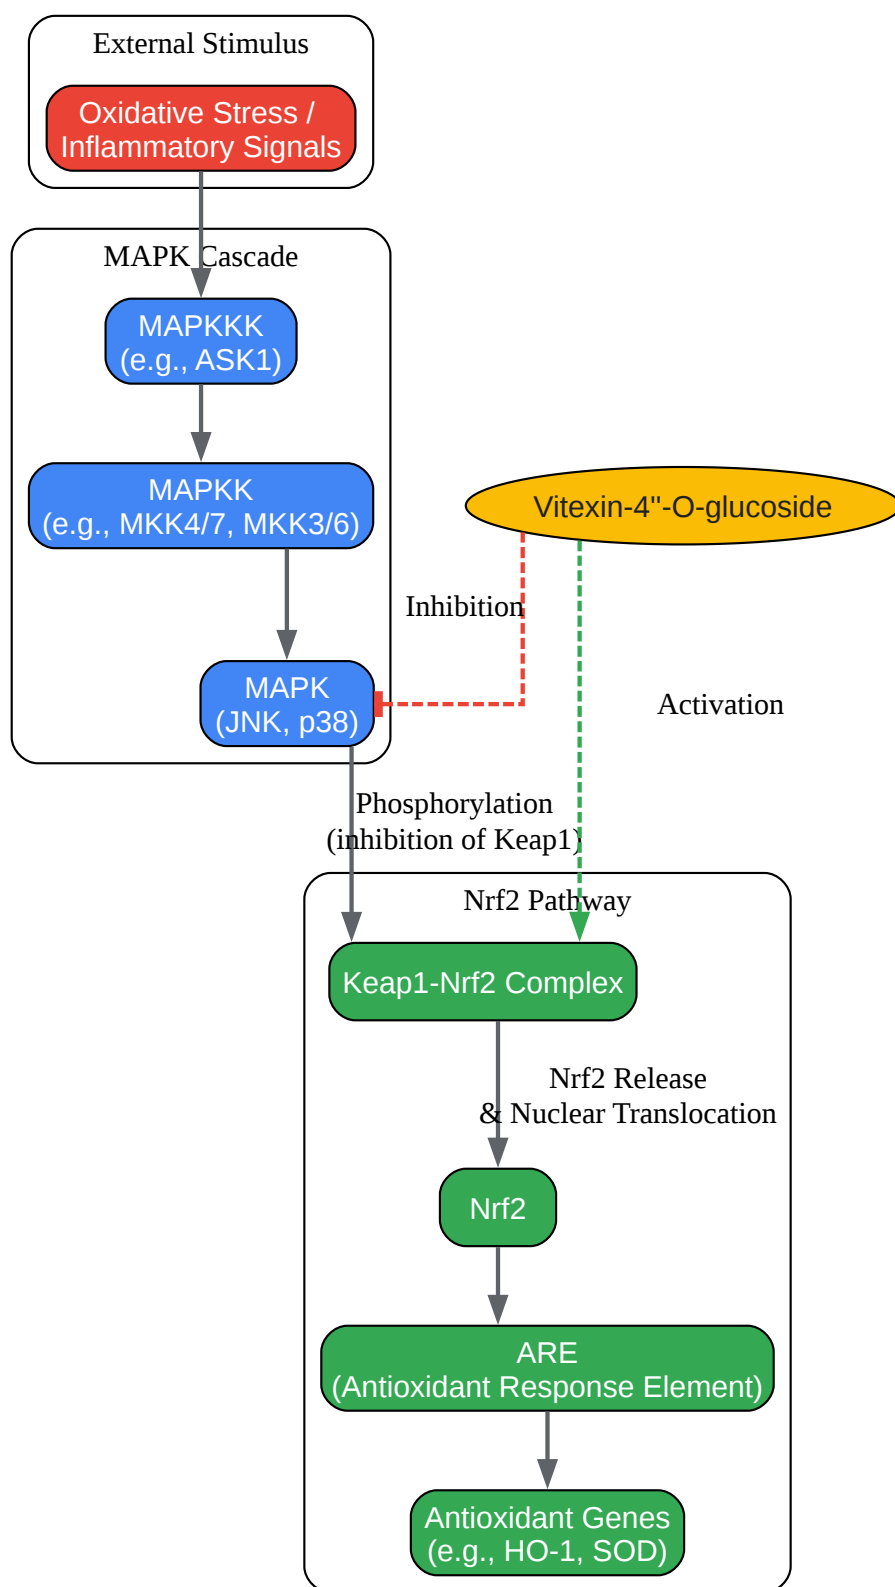 External Stimulus
Oxidative Stress /
Inflammatory Signals
MAPK Cascade
MAPKKK
(e.g., ASK1)
MAPKK
(e.g., MKK4/7, MKK3/6)
Vitexin-4"-O-glucoside
Inhibition
MAPK
(JNK, p38)
Activation
Phosphorylation
(inhibition of Keap1)
Nrf2 Pathway
Keap1-Nrf2 Complex
Nrf2 Release
& Nuclear Translocation
Nrf2
ARE
(Antioxidant Response Element)
Antioxidant Genes
(e.g., HO-1, SOD)